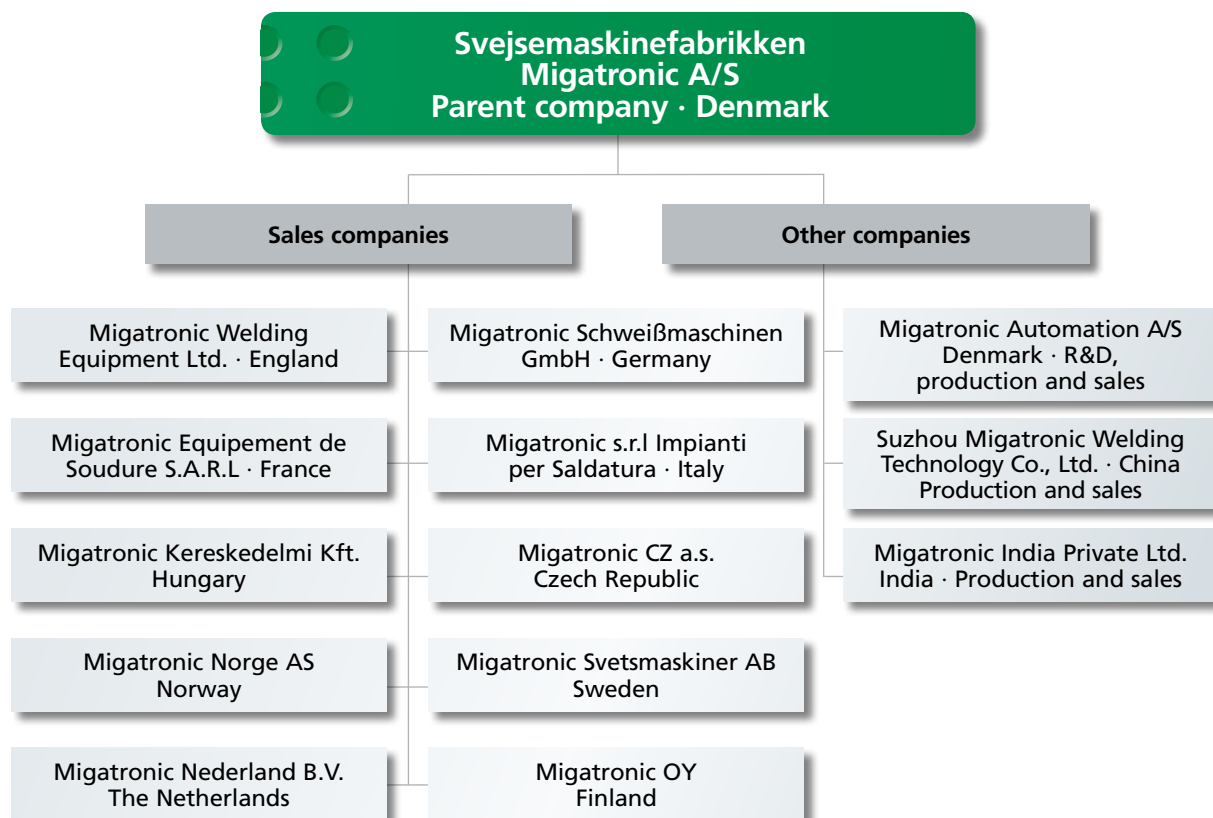 Svejsemaskinefabrikken
Migatronic A/S
Parent company · Denmark
Sales companies
Other companies
Migatronic Welding
Equipment Ltd. · England
Migatronic Schweißmaschinen
GmbH · Germany
Migatronic Automation A/S
Denmark · R&D,
production and sales
Migatronic Equipement de
Soudure S.A.R.L · France
Migatronic s.r.l Impianti
per Saldatura · Italy
Suzhou Migatronic Welding
Technology Co., Ltd. · China
Production and sales
Migatronic Kereskedelmi Kft.
Hungary
Migatronic CZ a.s.
Czech Republic
Migatronic India Private Ltd.
India · Production and sales
Migatronic Norge AS
Norway
Migatronic Svetsmaskiner AB
Sweden
Migatronic Nederland B.V.
The Netherlands
Migatronic OY
Finland